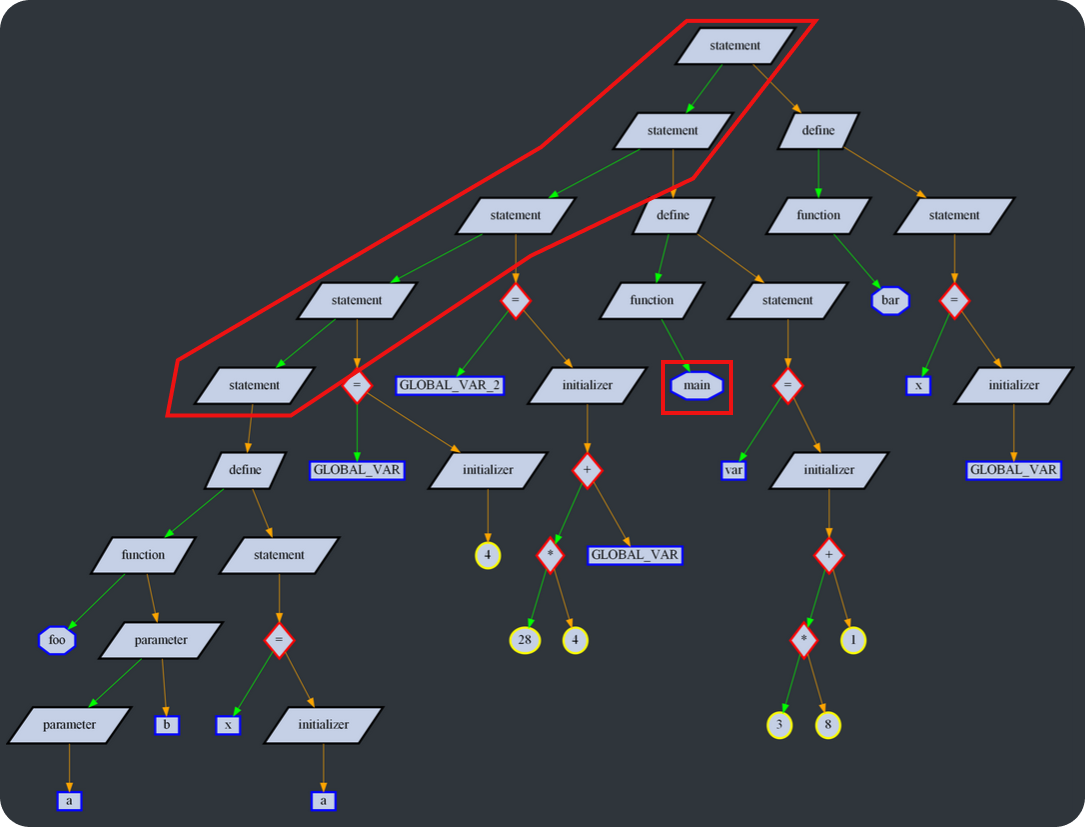 statement
statement
define
statement
define
function
statement
statement
=
function
statement
bar
=
statement
=
GLOBAL_VAR_2
initializer
main
=
x
initializer
define
GLOBAL_VAR
initializer
+
var
initializer
GLOBAL_VAR
function
statement
4
*
GLOBAL_VAR
+
foo
parameter
=
28
4
*
1
parameter
b
x
initializer
3
8
a
a